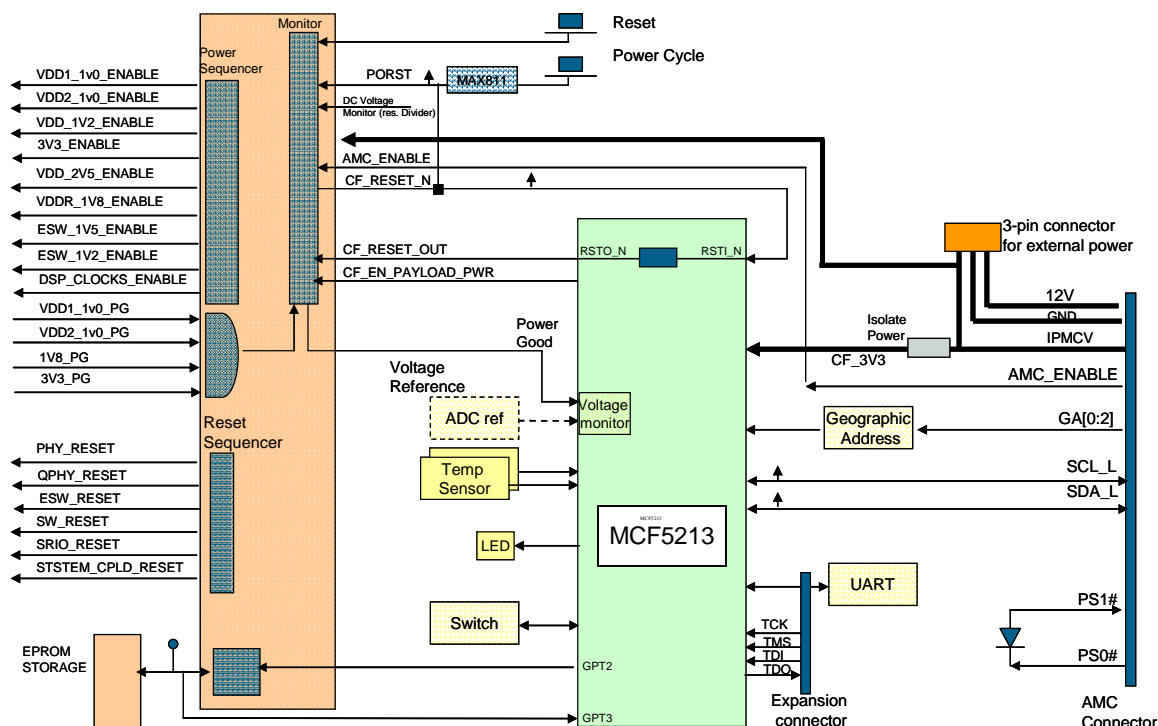 Monitor
Reset
Power
Sequencer
Power Cycle
PORST
MAX811
DC Voltage
Monitor (res. Divider)
VDD1_1v0_ENABLE
VDD2_1v0_ENABLE
VDD_1V2_ENABLE
3V3_ENABLE
VDD_2V5_ENABLE
VDDR_1V8_ENABLE
ESW_1V5_ENABLE
ESW_1V2_ENABLE
DSP_CLOCKS_ENABLE
VDD1_1v0_PG
VDD2_1v0_PG
1V8_PG
3V3_PG
AMC_ENABLE
CF_RESET_N
CF_RESET_OUT
CF_EN_PAYLOAD_PWR
RSTO_N
RSTI_N
3-pin connector
for external power
12V
GND
IPMCV
Isolate
Power
CF_3V3
AMC_ENABLE
Power
Good
Voltage
Reference
ADC ref
Voltage
monitor
Geographic
Address
GA[0:2]
Reset
Sequencer
PHY_RESET
QPHY_RESET
ESW_RESET
SW_RESET
SRIO_RESET
STSTEM_CPLD_RESET
Temp
Sensor
SCL_L
SDA_L
MCF5213
MCF5213
LED
UART
Switch
TCK
TMS
TDI
TDO
PS1#
PS0#
EPROM
STORAGE
GPT2
GPT3
Expansion
connector
AMC
Connector